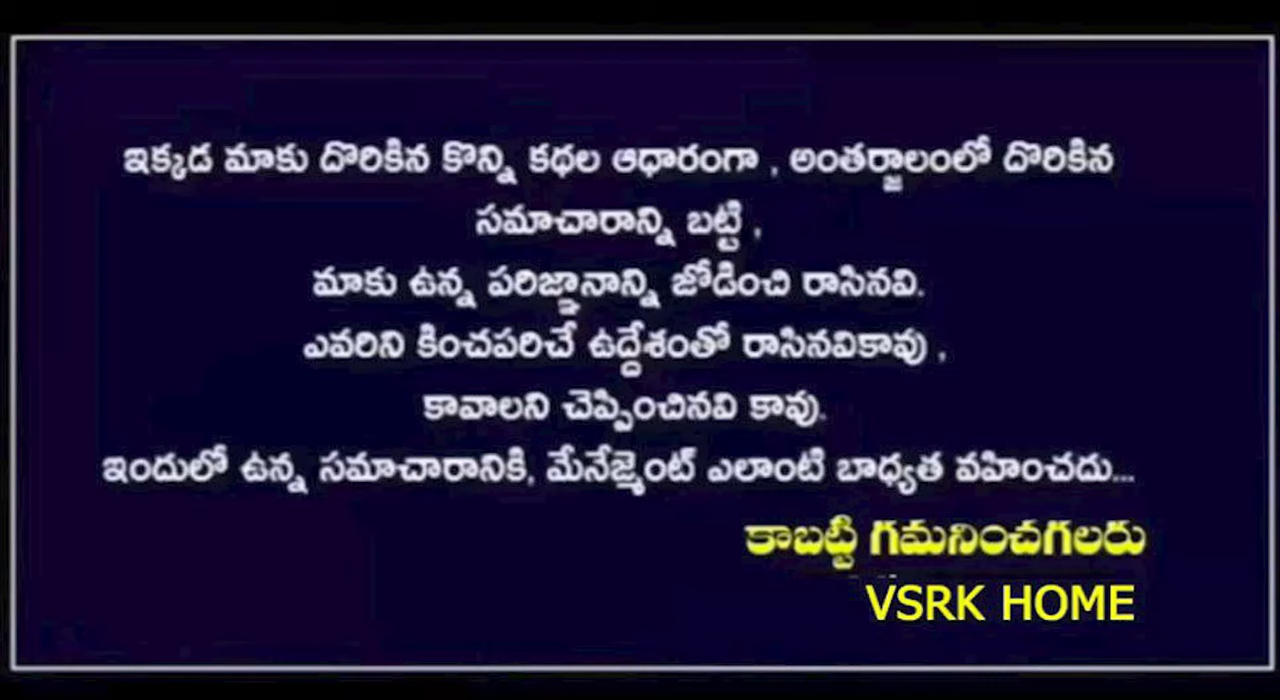 ఇక్కడ మాకు దొరికిన కొన్ని కథల ఆధారంగా , అంతర్జాలంలో దొరికిన
సమాచారాన్ని బట్టి ,
మాకు ఉన్న పరిజ్ఞానాన్ని జోడించి రాసినవి.
ఎవరిని కించపరిచే ఉద్దేశంతో రాసినవికావు ,
కావాలని చెప్పించినవి కావు.
ఇందులో ఉన్న సమాచారానికి, మేనేజ్మెంట్ ఎలాంటి బాధ్యత వహించదు...
కాబట్టి గమనించగలరు
VSRK HOME